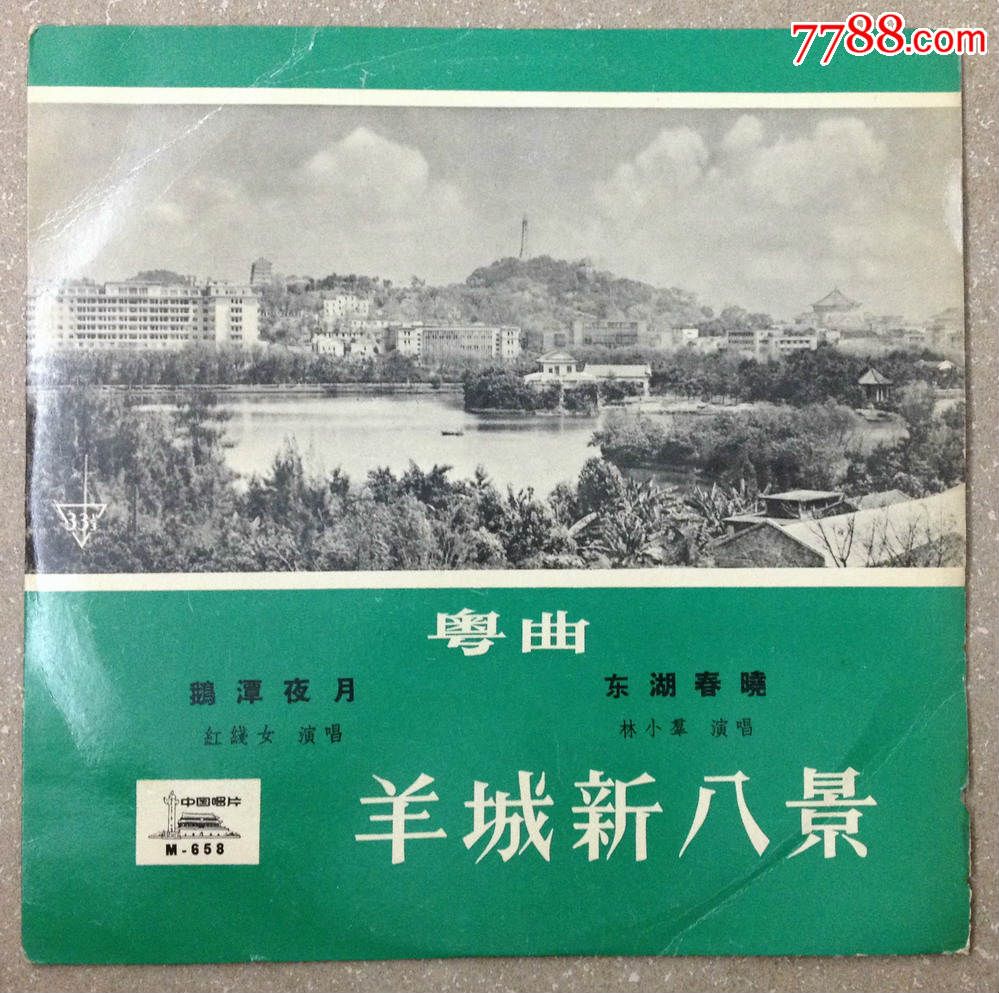 7788.com
33⅓
粤曲
鵝潭夜月
紅綫女 演唱
东湖春曉
林小羣 演唱
羊城新八景
中国唱片
M-658